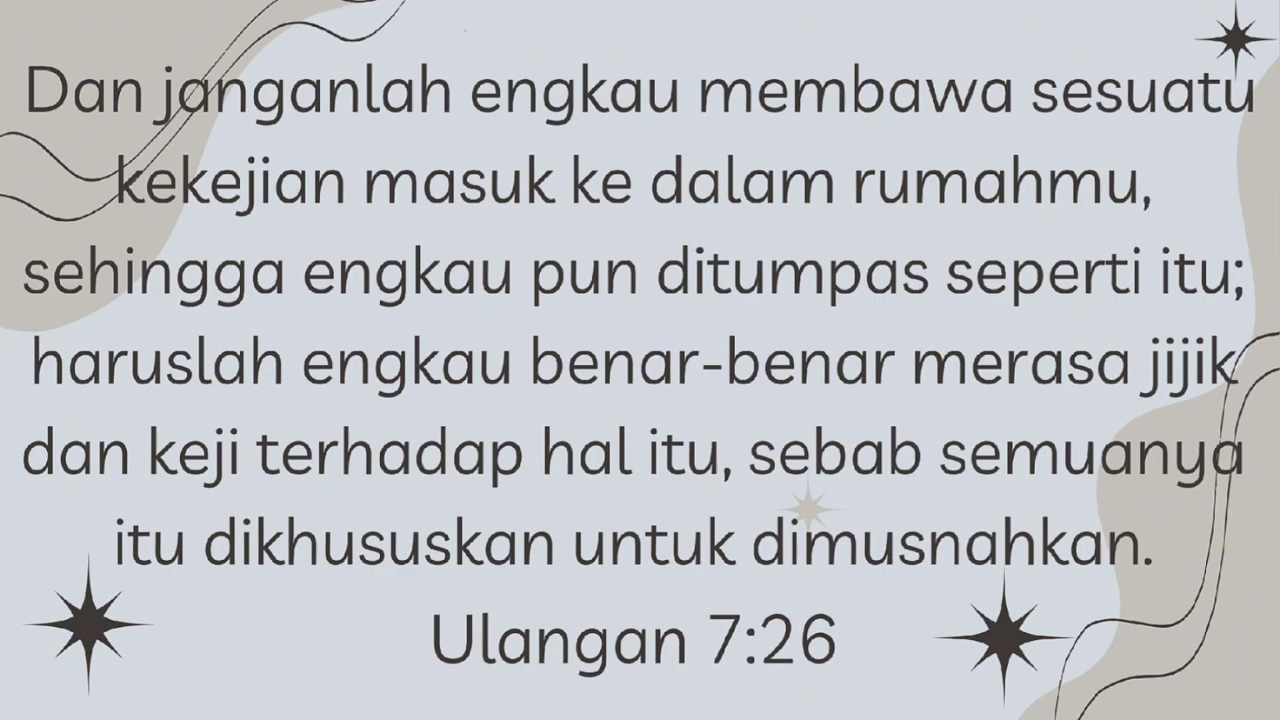 Dan janganlah engkau membawa sesuatu
kekejian masuk ke dalam rumahmu,
sehingga engkau pun ditumpas seperti itu;
haruslah engkau benar-benar merasa jijik
dan keji terhadap hal itu, sebab semuanya
itu dikhususkan untuk dimusnahkan.
Ulangan 7:26